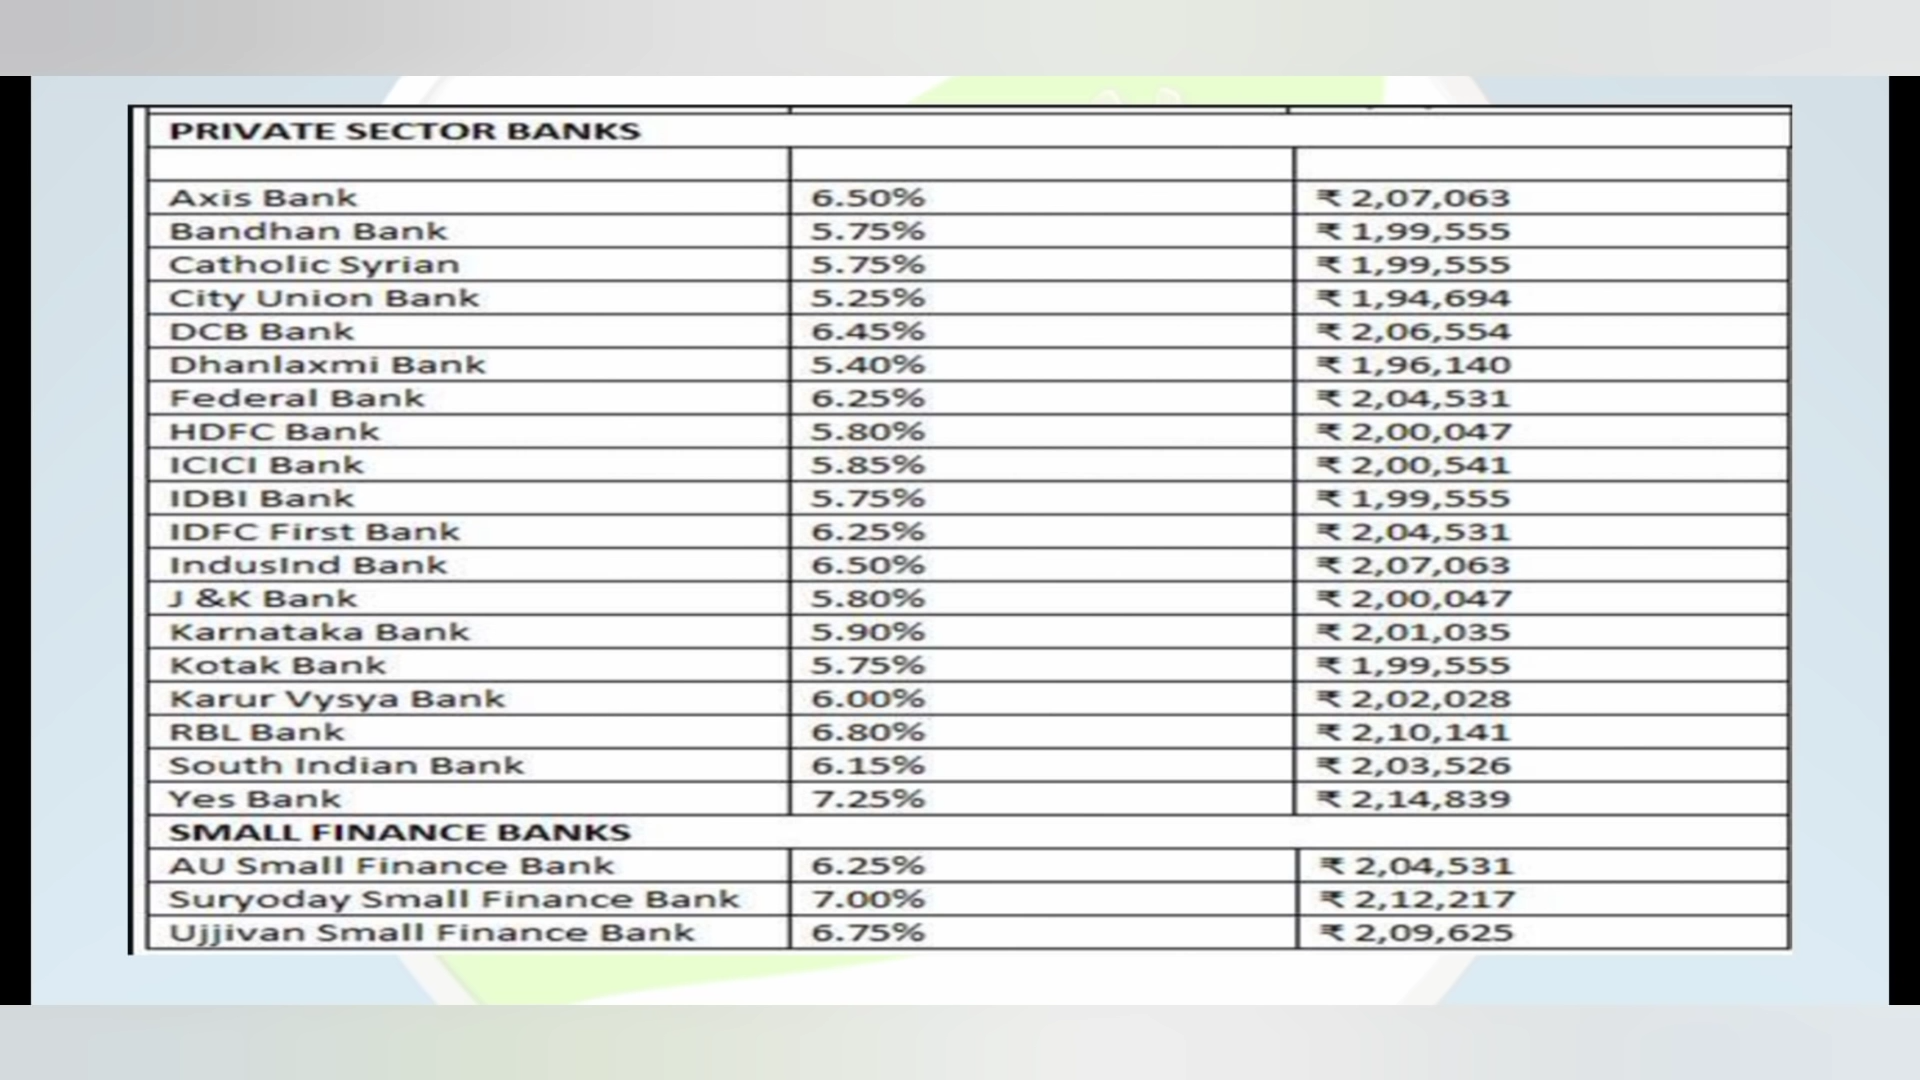 PRIVATE SECTOR BANKS
Axis Bank 6.50% ₹ 2,07,063
Bandhan Bank 5.75% ₹ 1,99,555
Catholic Syrian 5.75% ₹ 1,99,555
City Union Bank 5.25% ₹ 1,94,694
DCB Bank 6.45% ₹ 2,06,554
Dhanlaxmi Bank 5.40% ₹ 1,96,140
Federal Bank 6.25% ₹ 2,04,531
HDFC Bank 5.80% ₹ 2,00,047
ICICI Bank 5.85% ₹ 2,00,541
IDBI Bank 5.75% ₹ 1,99,555
IDFC First Bank 6.25% ₹ 2,04,531
IndusInd Bank 6.50% ₹ 2,07,063
J &K Bank 5.80% ₹ 2,00,047
Karnataka Bank 5.90% ₹ 2,01,035
Kotak Bank 5.75% ₹ 1,99,555
Karur Vysya Bank 6.00% ₹ 2,02,028
RBL Bank 6.80% ₹ 2,10,141
South Indian Bank 6.15% ₹ 2,03,526
Yes Bank 7.25% ₹ 2,14,839
SMALL FINANCE BANKS
AU Small Finance Bank 6.25% ₹ 2,04,531
Suryoday Small Finance Bank 7.00% ₹ 2,12,217
Ujjivan Small Finance Bank 6.75% ₹ 2,09,625